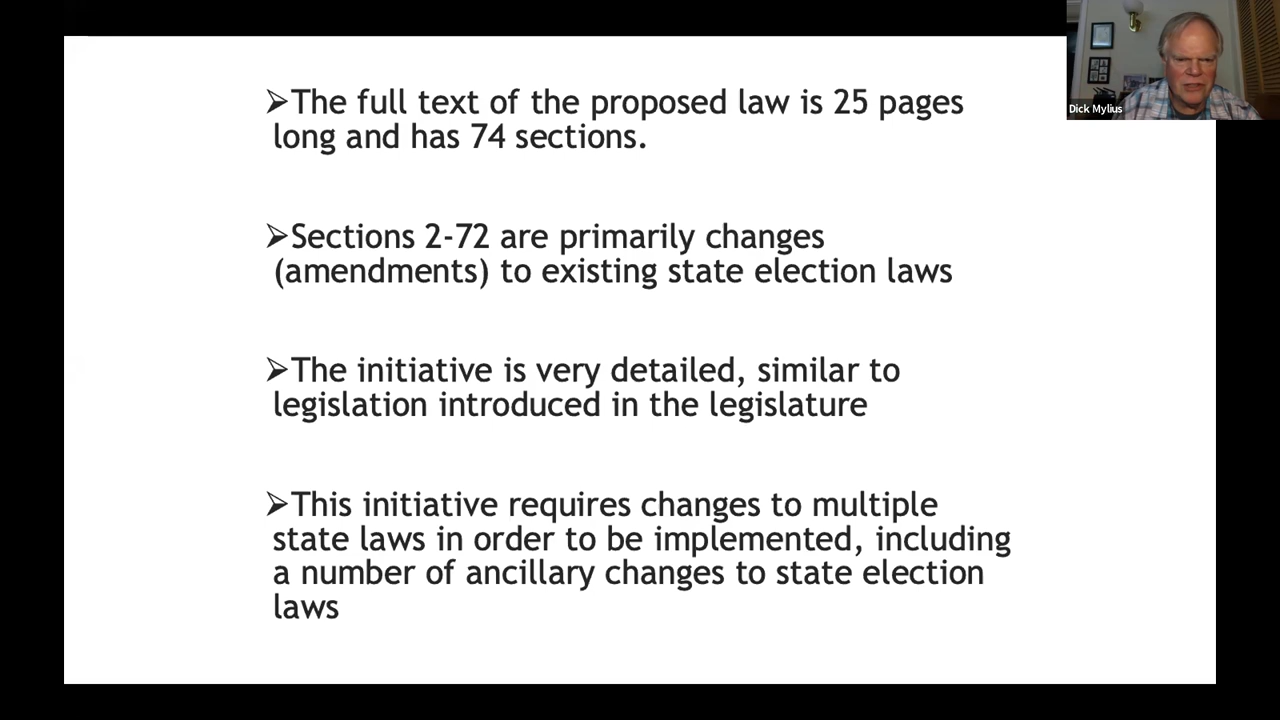 ➢The full text of the proposed law is 25 pages
long and has 74 sections.
➢Sections 2-72 are primarily changes
(amendments) to existing state election laws
➢The initiative is very detailed, similar to
legislation introduced in the legislature
➢This initiative requires changes to multiple
state laws in order to be implemented, including
a number of ancillary changes to state election
laws
Dick Mylius